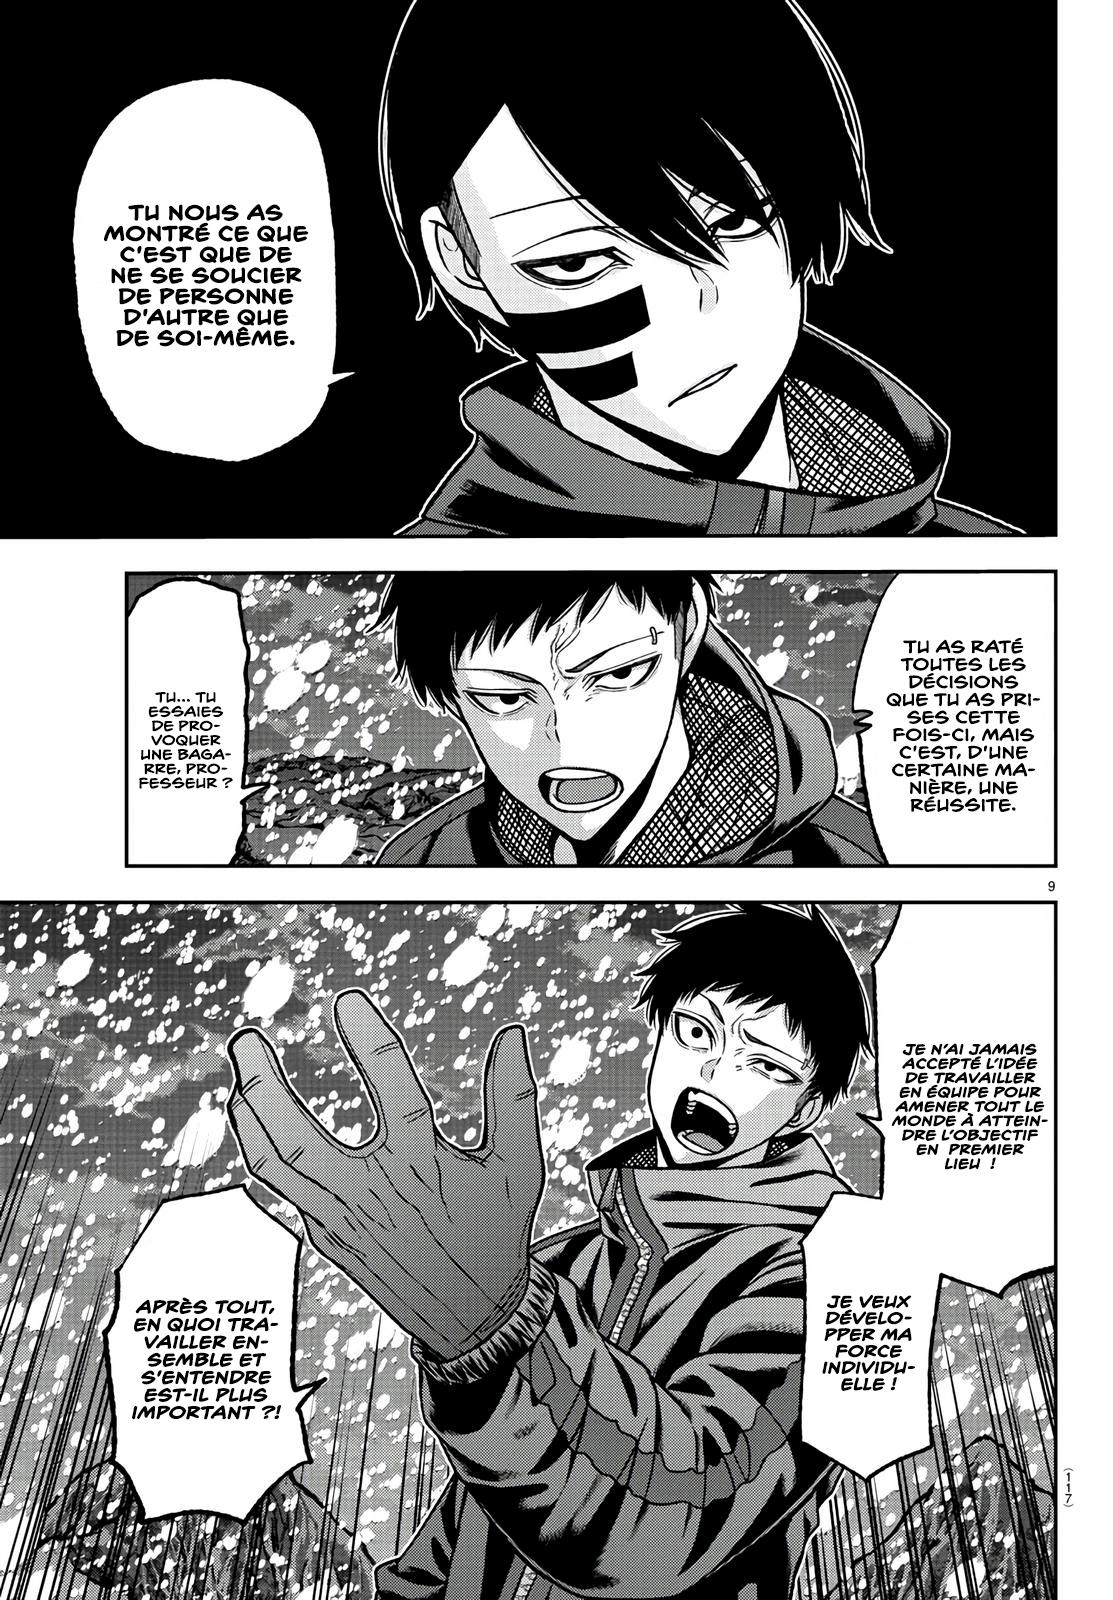 TU NOUS AS
MONTRÉ CE QUE
C'EST QUE DE
NE SE SOUCIER
DE PERSONNE
D'AUTRE QUE
DE SOI-MÊME.
TU AS RATÉ
TOUTES LES
DÉCISIONS
QUE TU AS PRI-
SES CETTE
FOIS-CI, MAIS
C'EST, D'UNE
CERTAINE MA-
NIÈRE, UNE
RÉUSSITE.
TU... TU
ESSAIES
DE PRO-
VOQUER
UNE BAGA-
RRE, PRO-
FESSEUR ?
9
JE N'AI JAMAIS
ACCEPTÉ L'IDÉE
DE TRAVAILLER
EN ÉQUIPE POUR
AMENER TOUT LE
MONDE À ATTEIN-
DRE L'OBJECTIF
EN PREMIER
LIEU !
JE VEUX
DÉVELO-
PPER MA
FORCE
INDIVIDU-
ELLE !
APRÈS TOUT,
EN QUOI TRA-
VAILLER EN-
SEMBLE ET
S'ENTENDRE
EST-IL PLUS
IMPORTANT ?!
(117)